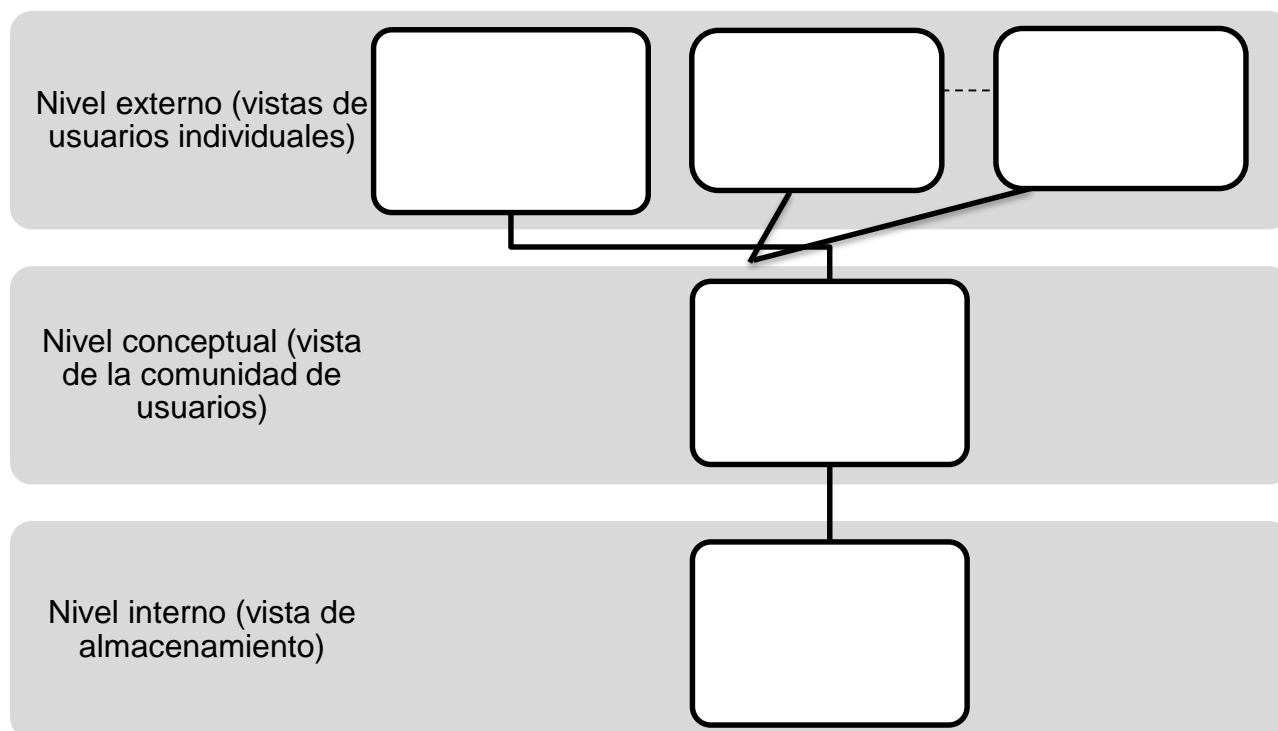 Nivel externo (vistas de
usuarios individuales)
Nivel conceptual (vista
de la comunidad de
usuarios)
Nivel interno (vista de
almacenamiento)